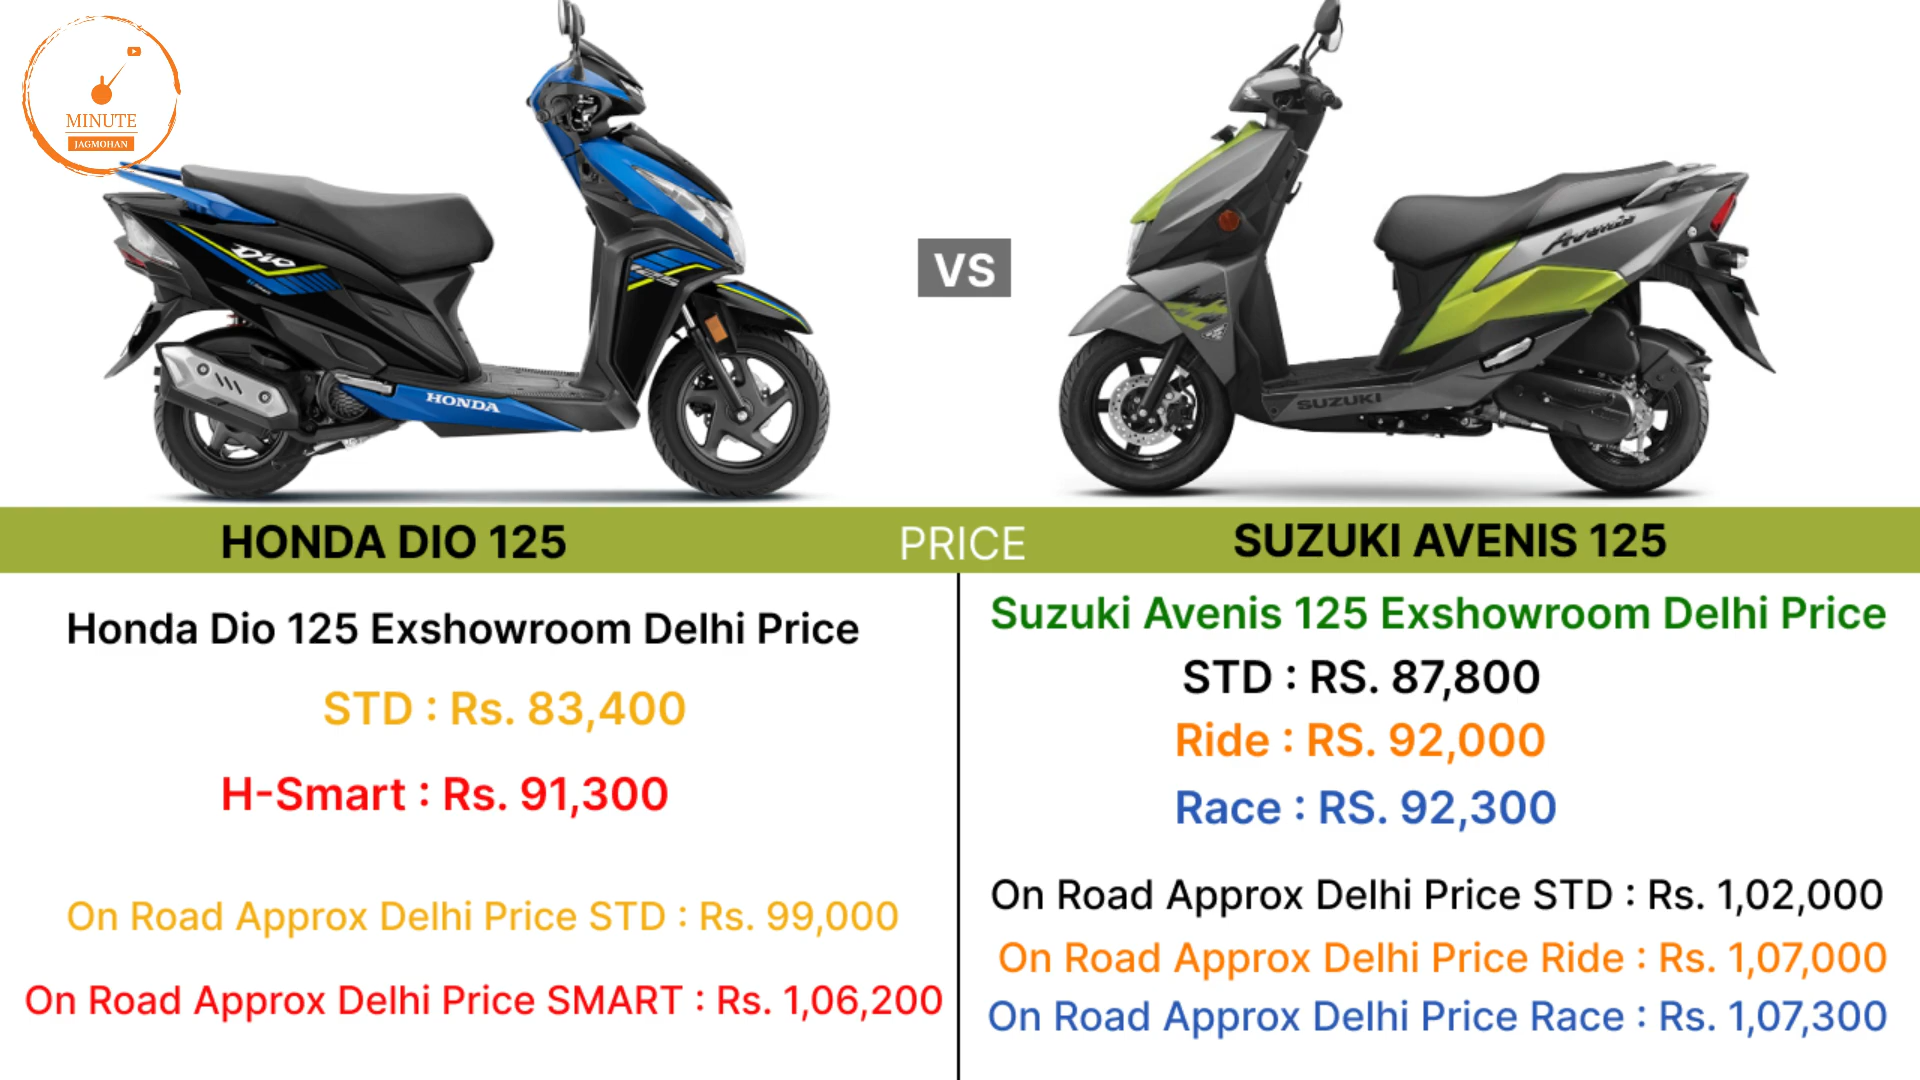 MINUTE
JAGMOHAN
Dio
125
HONDA
VS
Avenis
SUZUKI
HONDA DIO 125
PRICE
SUZUKI AVENIS 125
Honda Dio 125 Exshowroom Delhi Price
STD : Rs. 83,400
H-Smart : Rs. 91,300
On Road Approx Delhi Price STD : Rs. 99,000
On Road Approx Delhi Price SMART : Rs. 1,06,200
Suzuki Avenis 125 Exshowroom Delhi Price
STD : RS. 87,800
Ride : RS. 92,000
Race : RS. 92,300
On Road Approx Delhi Price STD : Rs. 1,02,000
On Road Approx Delhi Price Ride : Rs. 1,07,000
On Road Approx Delhi Price Race : Rs. 1,07,300